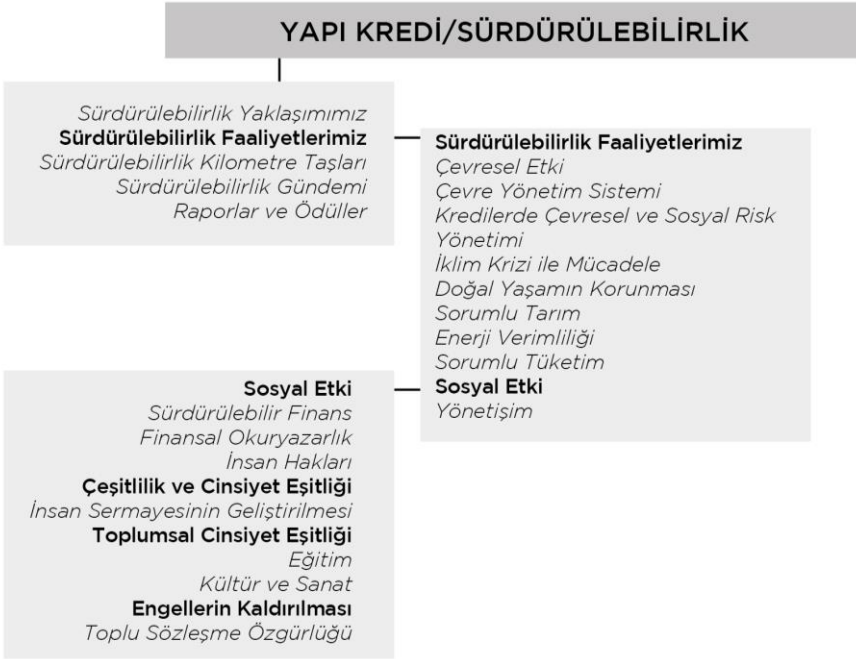 YAPI KREDİ/SÜRDÜRÜLEBİLİRLİK
Sürdürülebilirlik Yaklaşımımız
Sürdürülebilirlik Faaliyetlerimiz
Sürdürülebilirlik Kilometre Taşları
Sürdürülebilirlik Gündemi
Raporlar ve Ödüller
Sürdürülebilirlik Faaliyetlerimiz
Çevresel Etki
Çevre Yönetim Sistemi
Kredilerde Çevresel ve Sosyal Risk
Yönetimi
İklim Krizi ile Mücadele
Doğal Yaşamın Korunması
Sorumlu Tarım
Enerji Verimliliği
Sorumlu Tüketim
Sosyal Etki
Yönetişim
Sosyal Etki
Sürdürülebilir Finans
Finansal Okuryazarlık
İnsan Hakları
Çeşitlilik ve Cinsiyet Eşitliği
İnsan Sermayesinin Geliştirilmesi
Toplumsal Cinsiyet Eşitliği
Eğitim
Kültür ve Sanat
Engellerin Kaldırılması
Toplu Sözleşme Özgürlüğü